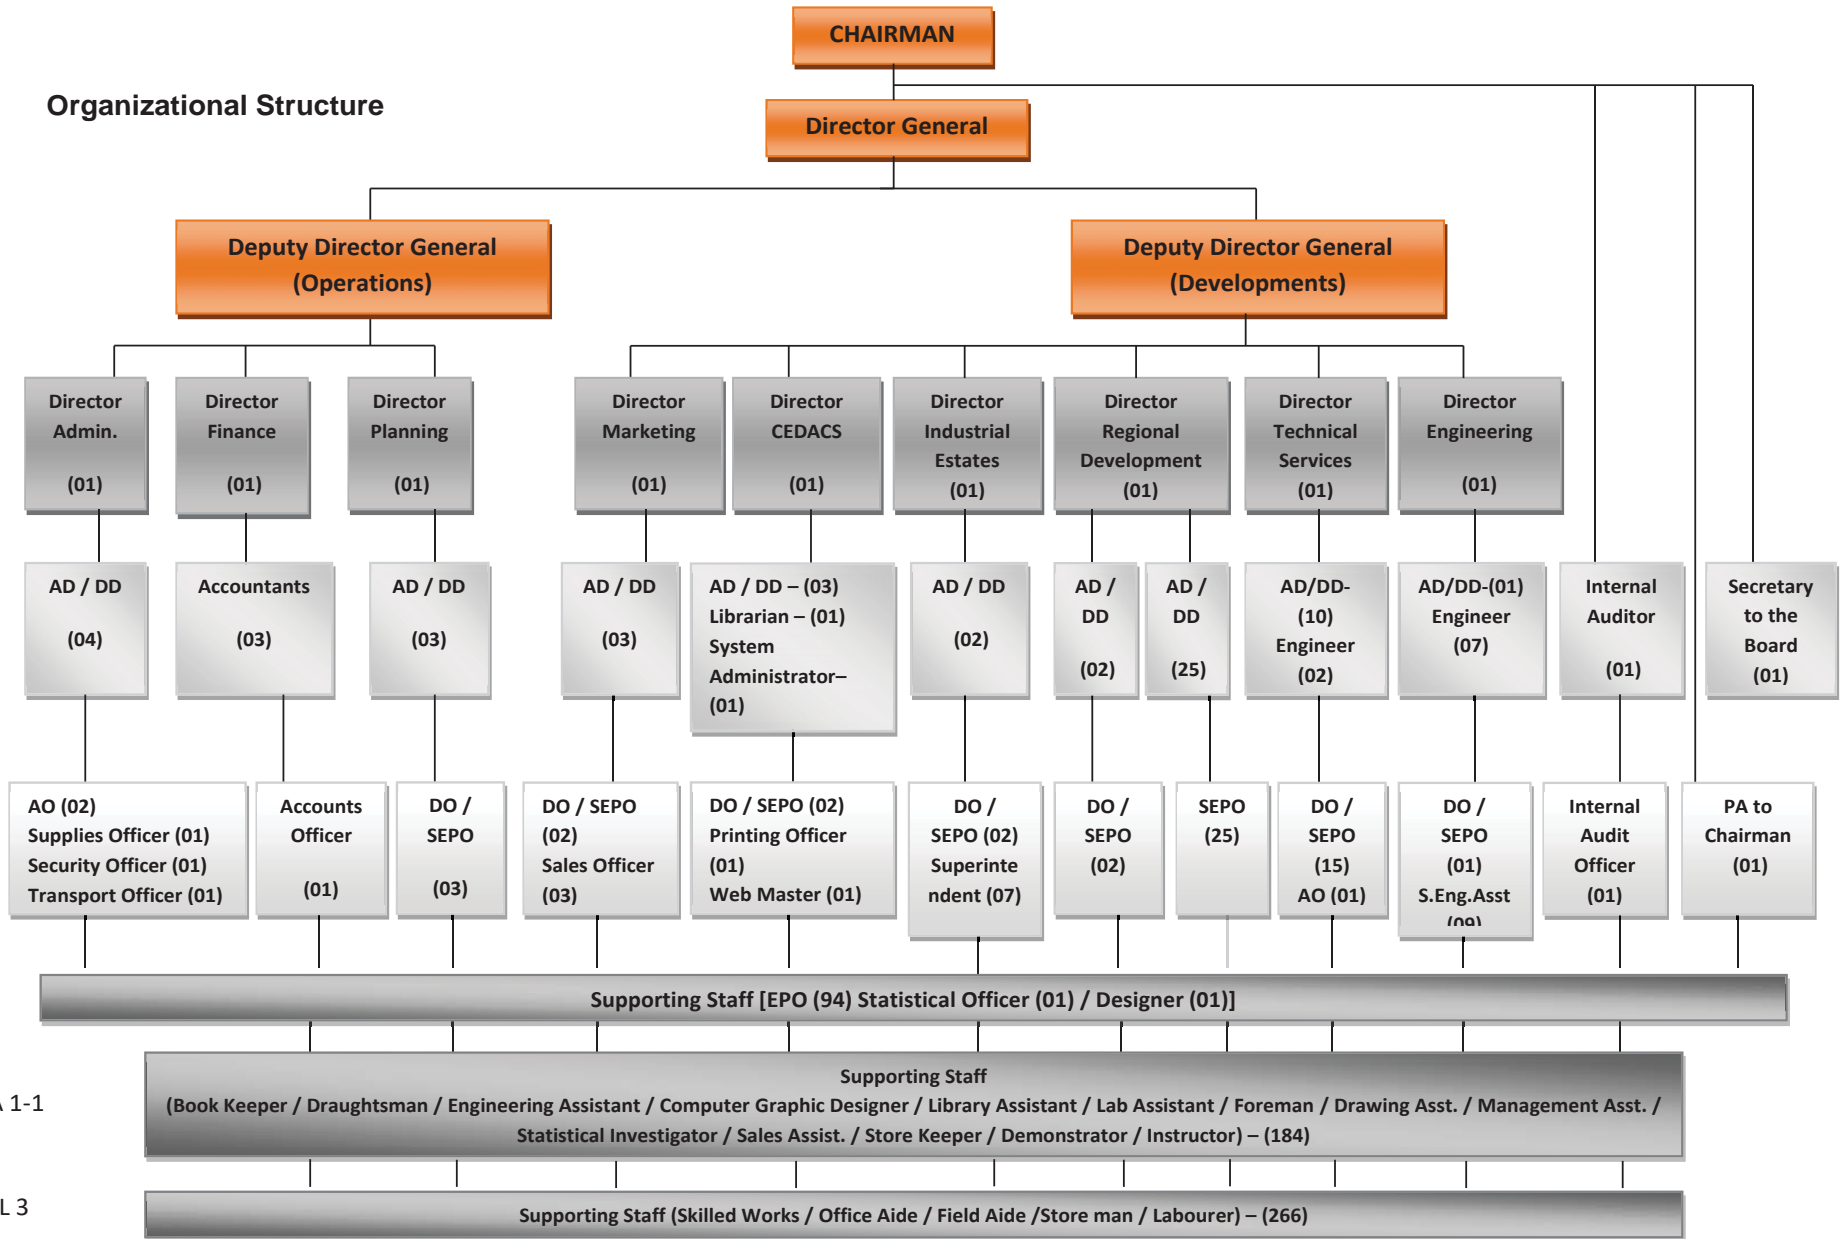 CHAIRMAN
Organizational Structure
Director General
Deputy Director General
(Operations)
Deputy Director General
(Developments)
Director
Admin.
(01)
Director
Finance
(01)
Director
Planning
(01)
Director
Marketing
(01)
Director
CEDACS
(01)
Director
Industrial
Estates
(01)
Director
Regional
Development
(01)
Director
Technical
Services
(01)
Director
Engineering
(01)
AD / DD
(04)
Accountants
(03)
AD / DD
(03)
AD / DD
(03)
AD / DD – (03)
Librarian – (01)
System
Administrator–
(01)
AD / DD
(02)
AD /
DD
(02)
AD /
DD
(25)
AD/DD-
(10)
Engineer
(02)
AD/DD-(01)
Engineer
(07)
Internal
Auditor
(01)
Secretary
to the
Board
(01)
AO (02)
Supplies Officer (01)
Security Officer (01)
Transport Officer (01)
Accounts
Officer
(01)
DO /
SEPO
(03)
DO / SEPO
(02)
Sales Officer
(03)
DO / SEPO (02)
Printing Officer
(01)
Web Master (01)
DO /
SEPO (02)
Superinte
ndent (07)
DO /
SEPO
(02)
SEPO
(25)
DO /
SEPO
(15)
AO (01)
DO /
SEPO
(01)
S.Eng.Asst
(09)
Internal
Audit
Officer
(01)
PA to
Chairman
(01)
Supporting Staff [EPO (94) Statistical Officer (01) / Designer (01)]
1-1
Supporting Staff
(Book Keeper / Draughtsman / Engineering Assistant / Computer Graphic Designer / Library Assistant / Lab Assistant / Foreman / Drawing Asst. / Management Asst. /
Statistical Investigator / Sales Assist. / Store Keeper / Demonstrator / Instructor) – (184)
L 3
Supporting Staff (Skilled Works / Office Aide / Field Aide /Store man / Labourer) – (266)